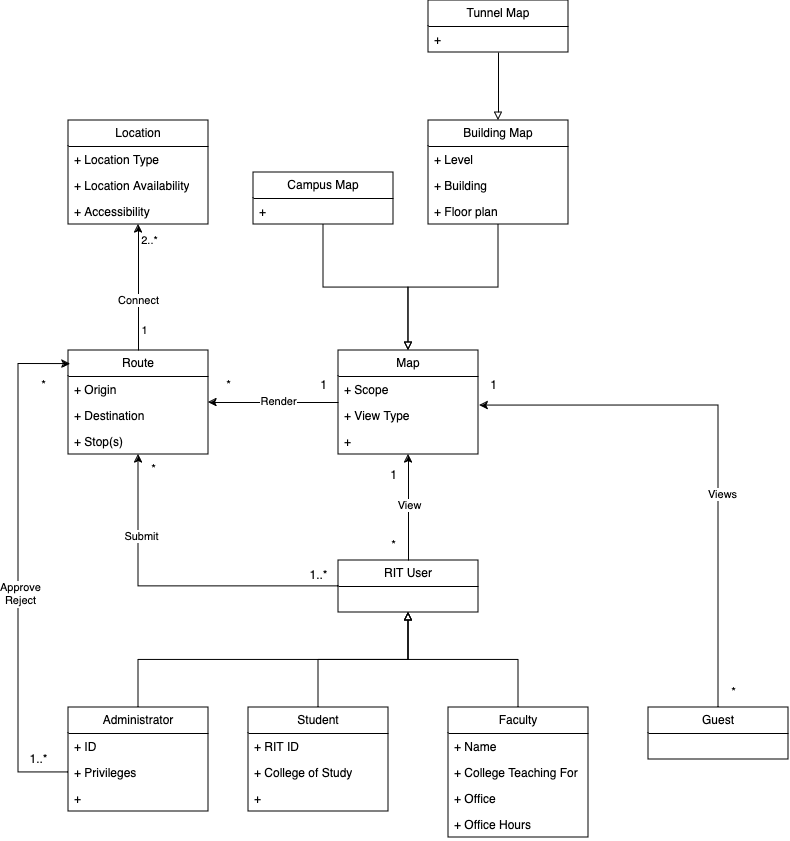 Tunnel Map
+
Location
+ Location Type
+ Location Availability
+ Accessibility
Building Map
+ Level
+ Building
+ Floor plan
Campus Map
+
2..*
Connect
1
Route
+ Origin
+ Destination
+ Stop(s)
*
*
Render
1
Map
+ Scope
+ View Type
+
1
Views
*
1
View
*
*
Submit
1..*
RIT User
Approve
Reject
1..*
Administrator
+ ID
+ Privileges
+
Student
+ RIT ID
+ College of Study
+
Faculty
+ Name
+ College Teaching For
+ Office
+ Office Hours
Guest